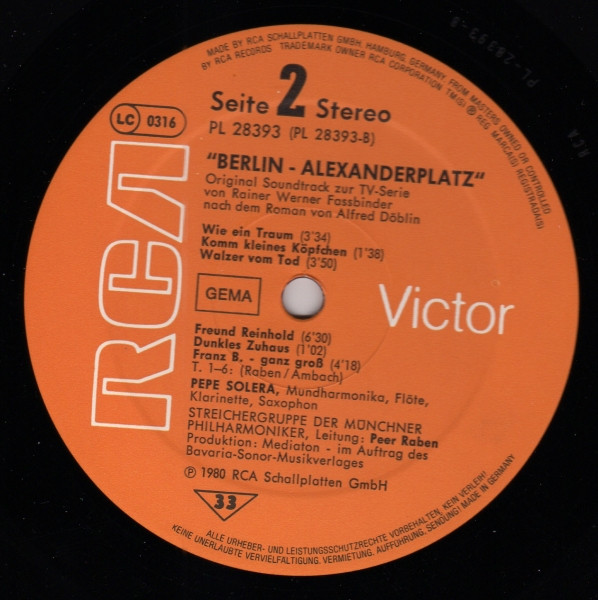 MADE BY RCA SCHALLPLATTEN GMBH, HAMBURG, GERMANY, FROM MASTERS OWNED OR CONTROLLED
BY RCA RECORDS TRADEMARK OWNER RCA CORPORATION TM(S) ® REG. MARCA(S) REGISTRADA(S)
PL-28393-B
RCA
LC 0316
Seite 2 Stereo
PL 28393 (PL 28393-B)
RCA
"BERLIN - ALEXANDERPLATZ"
Original Soundtrack zur TV-Serie
von Rainer Werner Fassbinder
nach dem Roman von Alfred Döblin
Wie ein Traum (3'34)
Komm kleines Köpfchen (1'38)
Walzer vom Tod (3'50)
GEMA
Victor
Freund Reinhold (6'30)
Dunkles Zuhaus (1'02)
Franz B. - ganz groß (4'18)
T. 1-6: (Raben/Ambach)
PEPE SOLERA, Mundharmonika, Flöte,
Klarinette, Saxophon
STREICHERGRUPPE DER MÜNCHNER
PHILHARMONIKER, Leitung: Peer Raben
Produktion: Mediaton - im Auftrag des
Bavaria-Sonor-Musikverlages
℗ 1980 RCA Schallplatten GmbH
33
ALLE URHEBER- UND LEISTUNGSSCHUTZRECHTE VORBEHALTEN, KEIN VERLEIH!
KEINE UNERLAUBTE VERVIELFÄLTIGUNG, VERMIETUNG, AUFFÜHRUNG, SENDUNG! MADE IN GERMANY